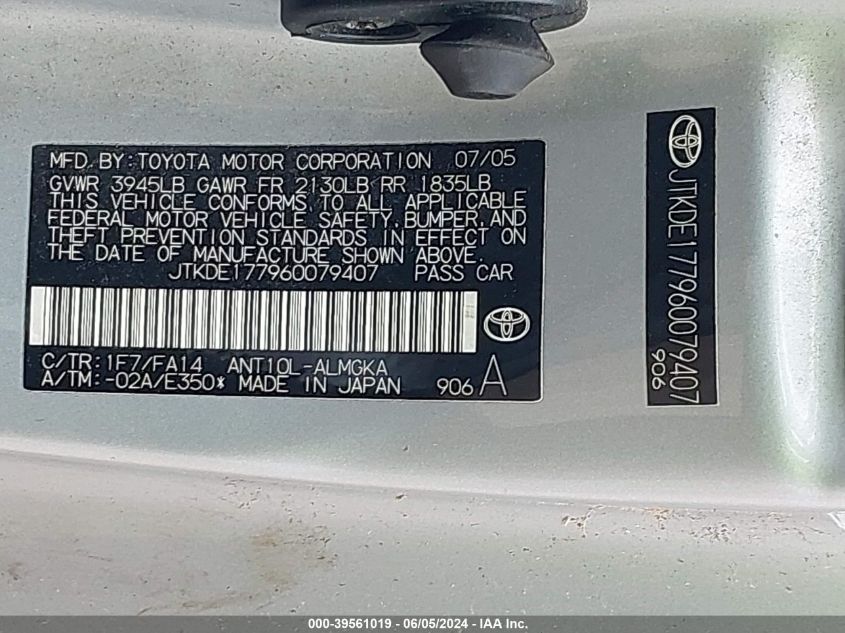 MFD. BY: TOYOTA MOTOR CORPORATION 07/05
GVWR 3945LB GAWR FR 2130LB RR 1835LB
THIS VEHICLE CONFORMS TO ALL APPLICABLE
FEDERAL MOTOR VEHICLE SAFETY, BUMPER, AND
THEFT PREVENTION STANDARDS IN EFFECT ON
THE DATE OF MANUFACTURE SHOWN ABOVE.
JTKDE177960079407 PASS CAR
C/TR: 1F7/FA14 ANT10L-ALMGKA
A/TM: -02A/E350* MADE IN JAPAN 906 A
JTKDE177960079407
906
000-39561019 - 06/05/2024 - IAA Inc.